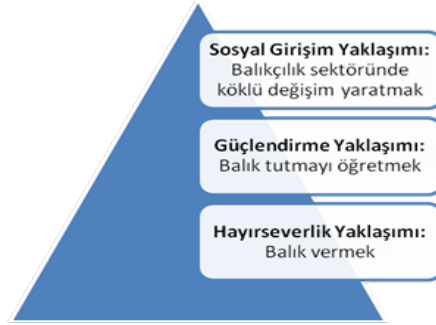 Sosyal Girişim Yaklaşımı:
Balıkçılık sektöründe
köklü değişim yaratmak
Güçlendirme Yaklaşımı:
Balık tutmayı öğretmek
Hayırseverlik Yaklaşımı:
Balık vermek